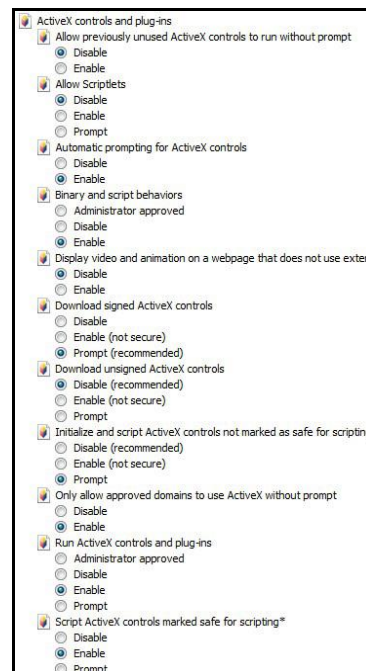 ActiveX controls and plug-ins
Allow previously unused ActiveX controls to run without prompt
Disable
Enable
Allow Scriptlets
Disable
Enable
Prompt
Automatic prompting for ActiveX controls
Disable
Enable
Binary and script behaviors
Administrator approved
Disable
Enable
Display video and animation on a webpage that does not use exter
Disable
Enable
Download signed ActiveX controls
Disable
Enable (not secure)
Prompt (recommended)
Download unsigned ActiveX controls
Disable (recommended)
Enable (not secure)
Prompt
Initialize and script ActiveX controls not marked as safe for scriptin
Disable (recommended)
Enable (not secure)
Prompt
Only allow approved domains to use ActiveX without prompt
Disable
Enable
Run ActiveX controls and plug-ins
Administrator approved
Disable
Enable
Prompt
Script ActiveX controls marked safe for scripting*
Disable
Enable
Prompt